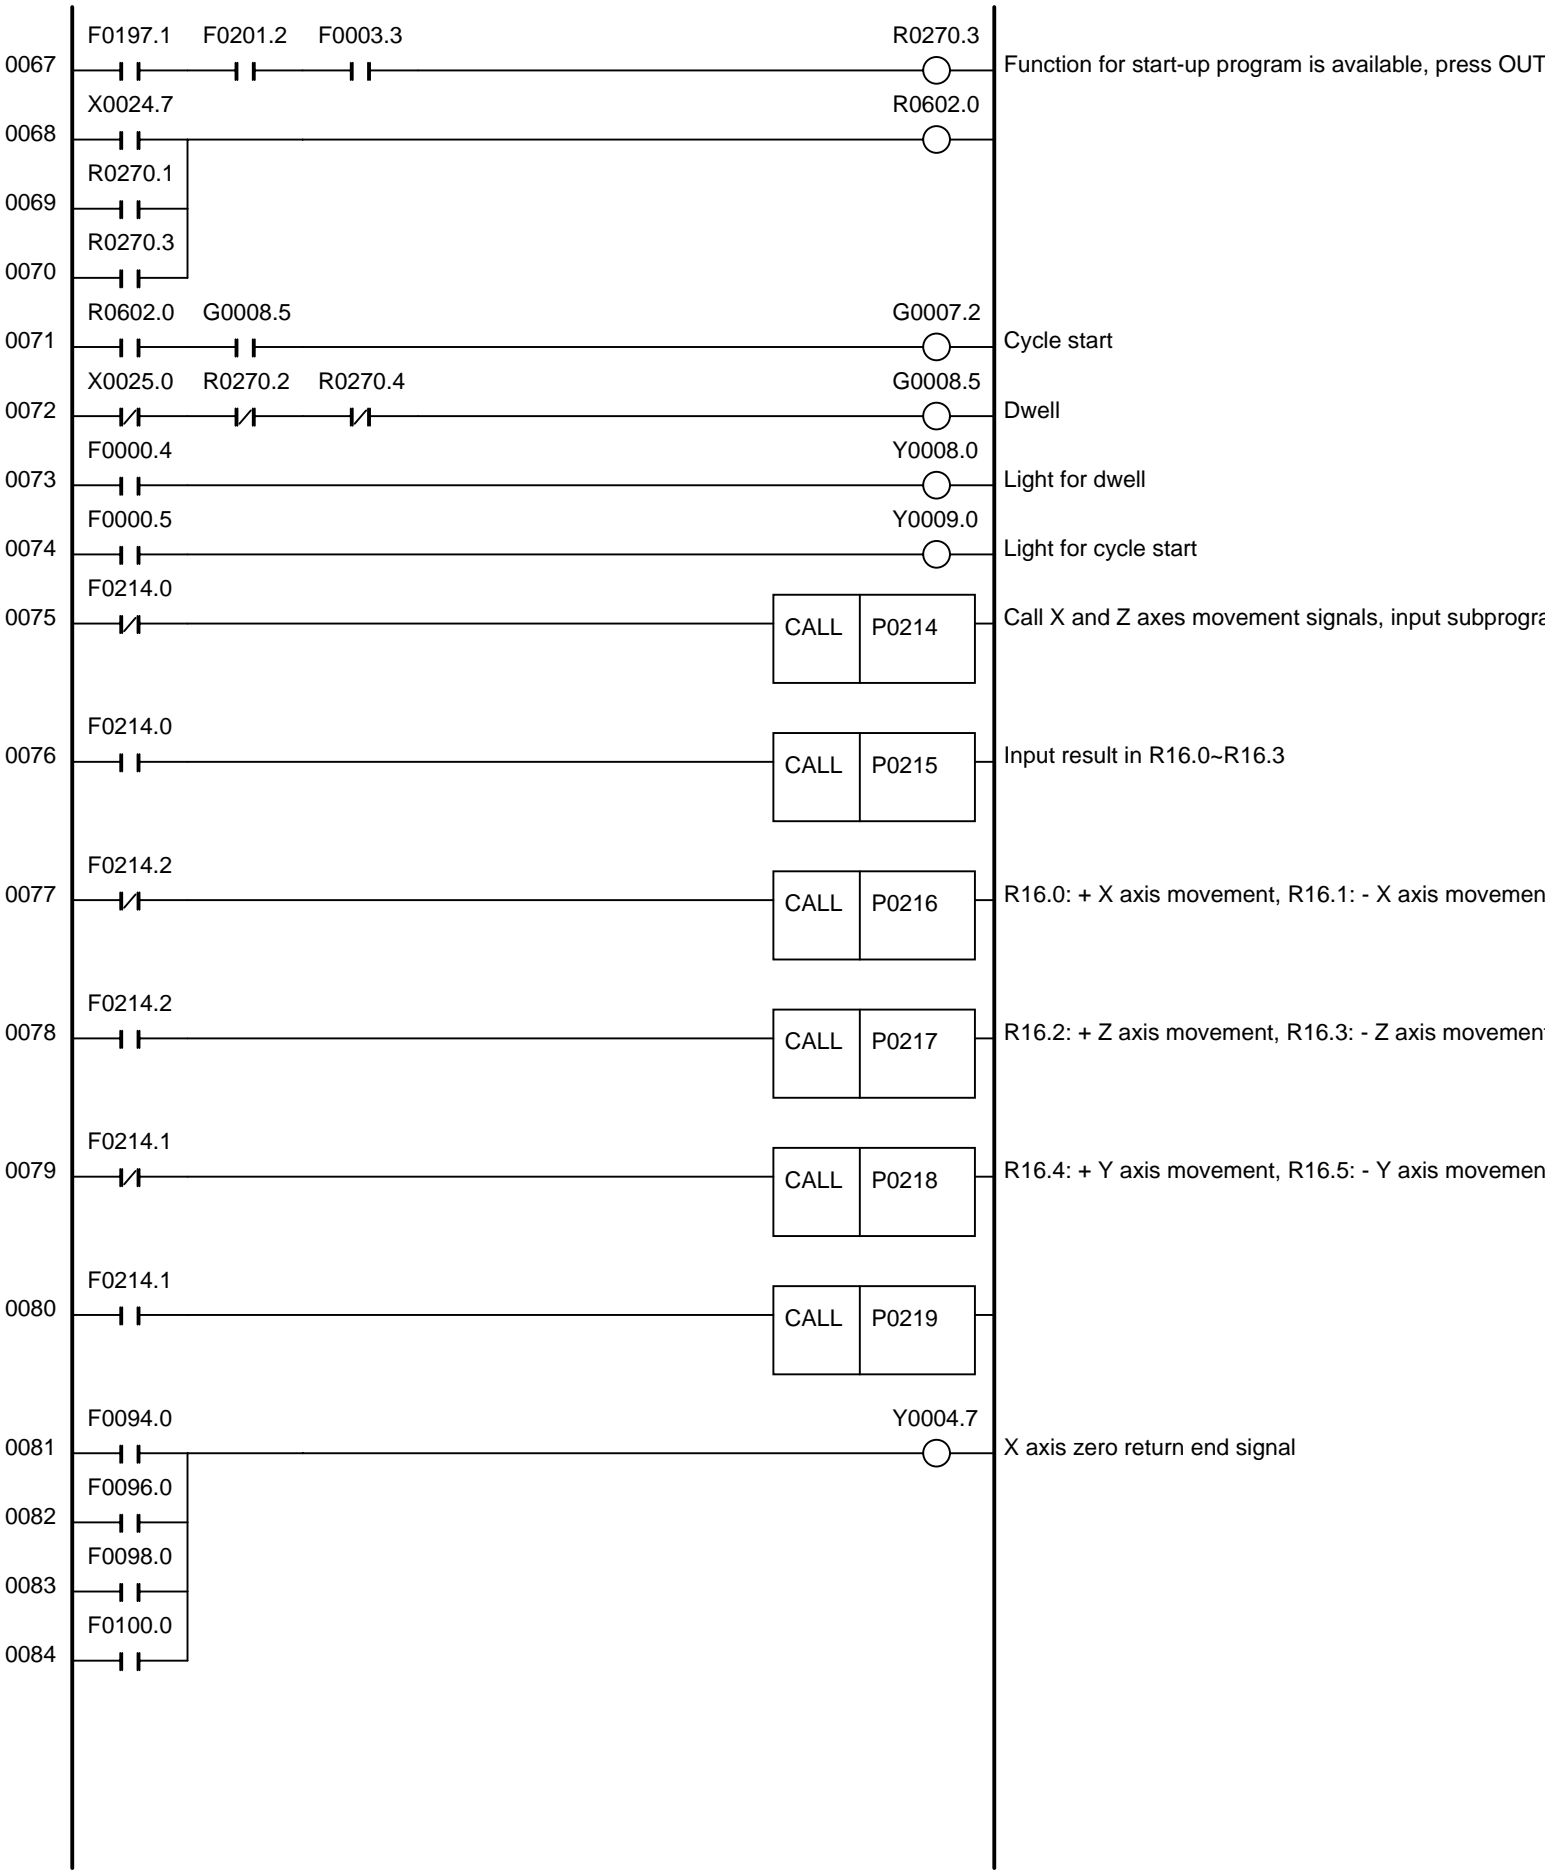 F0197.1 F0201.2 F0003.3 R0270.3
0067 Function for start-up program is available, press OUT
X0024.7 R0602.0
0068
R0270.1
0069
R0270.3
0070
R0602.0 G0008.5 G0007.2
0071 Cycle start
X0025.0 R0270.2 R0270.4 G0008.5
0072 Dwell
F0000.4 Y0008.0
0073 Light for dwell
F0000.5 Y0009.0
0074 Light for cycle start
F0214.0
0075 CALL P0214 Call X and Z axes movement signals, input
F0214.0
0076 CALL P0215 Input result in R16.0~R16.3
F0214.2
0077 CALL P0216 R16.0: + X axis movement, R16.1: - X axis
F0214.2
0078 CALL P0217 R16.2: + Z axis movement, R16.3: - Z axis
F0214.1
0079 CALL P0218 R16.4: + Y axis movement, R16.5: - Y axis
F0214.1
0080 CALL P0219
F0094.0 Y0004.7
0081 X axis zero return end signal
F0096.0
0082
F0098.0
0083
F0100.0
0084